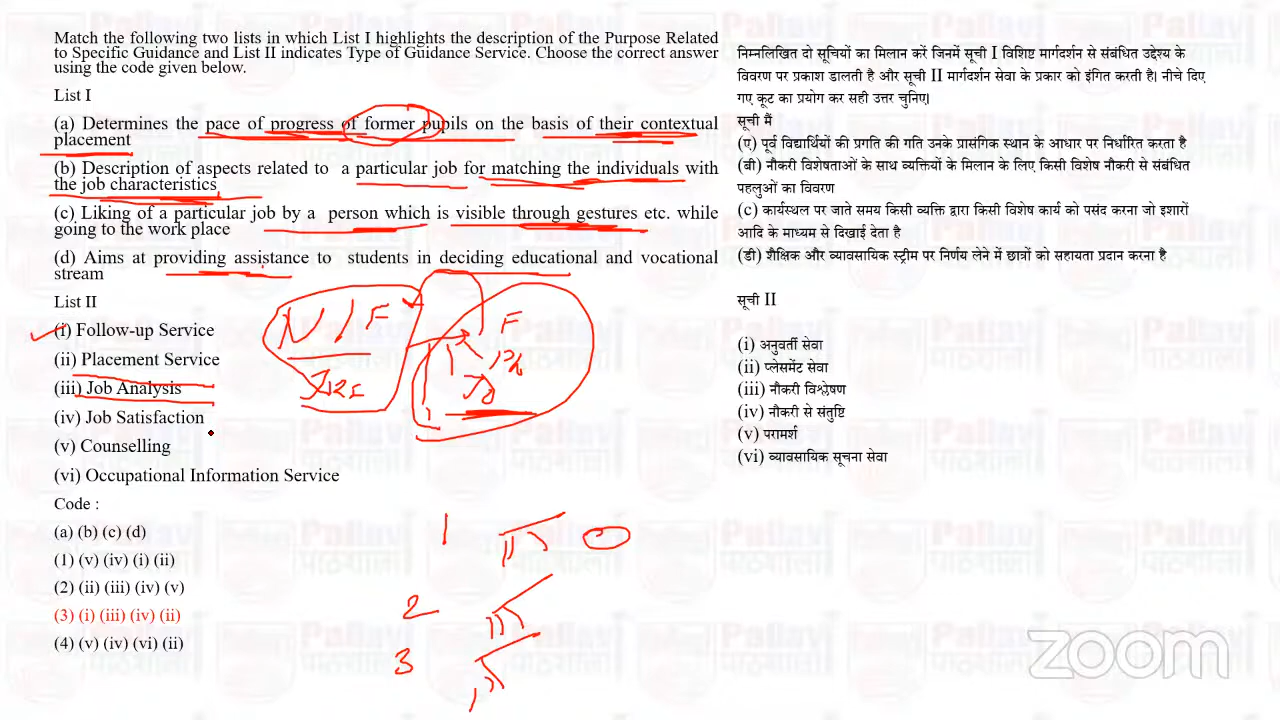 Match the following two lists in which List I highlights the description of the Purpose Related
to Specific Guidance and List II indicates Type of Guidance Service. Choose the correct answer
using the code given below.
List I
(a) Determines the pace of progress of former pupils on the basis of their contextual
placement
(b) Description of aspects related to a particular job for matching the individuals with
the job characteristics
(c) Liking of a particular job by a person which is visible through gestures etc. while
going to the work place
(d) Aims at providing assistance to students in deciding educational and vocational
stream
List II
(i) Follow-up Service
(ii) Placement Service
(iii) Job Analysis
(iv) Job Satisfaction
(v) Counselling
(vi) Occupational Information Service
Code :
(a) (b) (c) (d)
(1) (v) (iv) (i) (ii)
(2) (ii) (iii) (iv) (v)
(3) (i) (iii) (iv) (ii)
(4) (v) (iv) (vi) (ii)
निम्नलिखित दो सूचियों का मिलान करें जिनमें सूची I विशिष्ट मार्गदर्शन से संबंधित उद्देश्य के
विवरण पर प्रकाश डालती है और सूची II मार्गदर्शन सेवा के प्रकार को इंगित करती है। नीचे दिए
गए कूट का प्रयोग कर सही उत्तर चुनिए।
सूची मैं
(ए) पूर्व विद्यार्थियों की प्रगति की गति उनके प्रासंगिक स्थान के आधार पर निर्धारित करता है
(बी) नौकरी विशेषताओं के साथ व्यक्तियों के मिलान के लिए किसी विशेष नौकरी से संबंधित
पहलुओं का विवरण
(c) कार्यस्थल पर जाते समय किसी व्यक्ति द्वारा किसी विशेष कार्य को पसंद करना जो इशारों
आदि के माध्यम से दिखाई देता है
(डी) शैक्षिक और व्यावसायिक स्ट्रीम पर निर्णय लेने में छात्रों को सहायता प्रदान करना है
सूची II
(i) अनुवर्ती सेवा
(ii) प्लेसमेंट सेवा
(iii) नौकरी विश्लेषण
(iv) नौकरी से संतुष्टि
(v) परामर्श
(vi) व्यावसायिक सूचना सेवा
F
F
1
2
3
Pallavi
पाठशाला
zoom